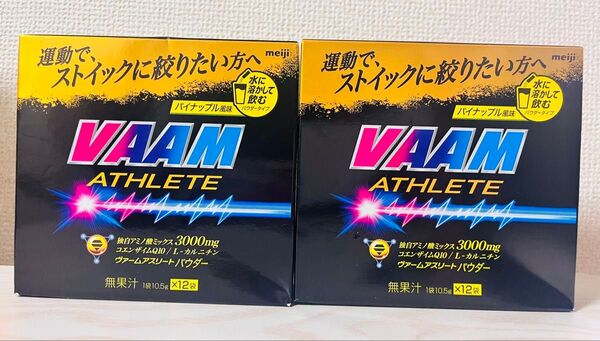 運動で、
ストイックに絞りたい方へ
meiji
水に
溶かして
飲む
パウダータイプ
パイナップル風味
VAAM
ATHLETE
独自アミノ酸ミックス3000mg
コエンザイムQ10/L-カルニチン
ヴァームアスリートパウダー
無果汁 1袋10.5g ×12袋
運動で、
ストイックに絞りたい方へ
meiji
水に
溶かして
飲む
パウダータイプ
パイナップル風味
VAAM
ATHLETE
独自アミノ酸ミックス3000mg
コエンザイムQ10/L-カルニチン
ヴァームアスリートパウダー
無果汁 1袋10.5g ×12袋